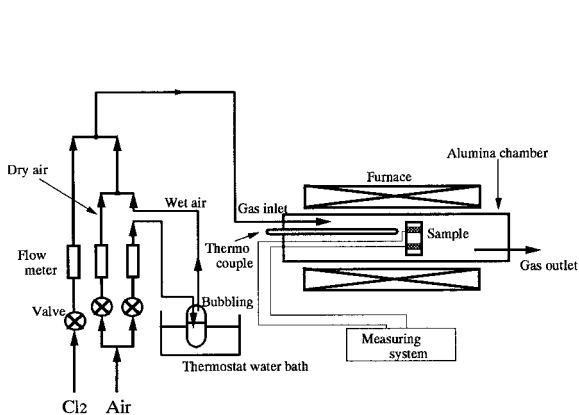 Alumina chamber
Furnace
Dry air
Wet air
Gas inlet
Sample
Thermo
couple
Flow
meter
Gas outlet
Bubbling
Valve
Measuring
system
Thermostat water bath
Cl2 Air